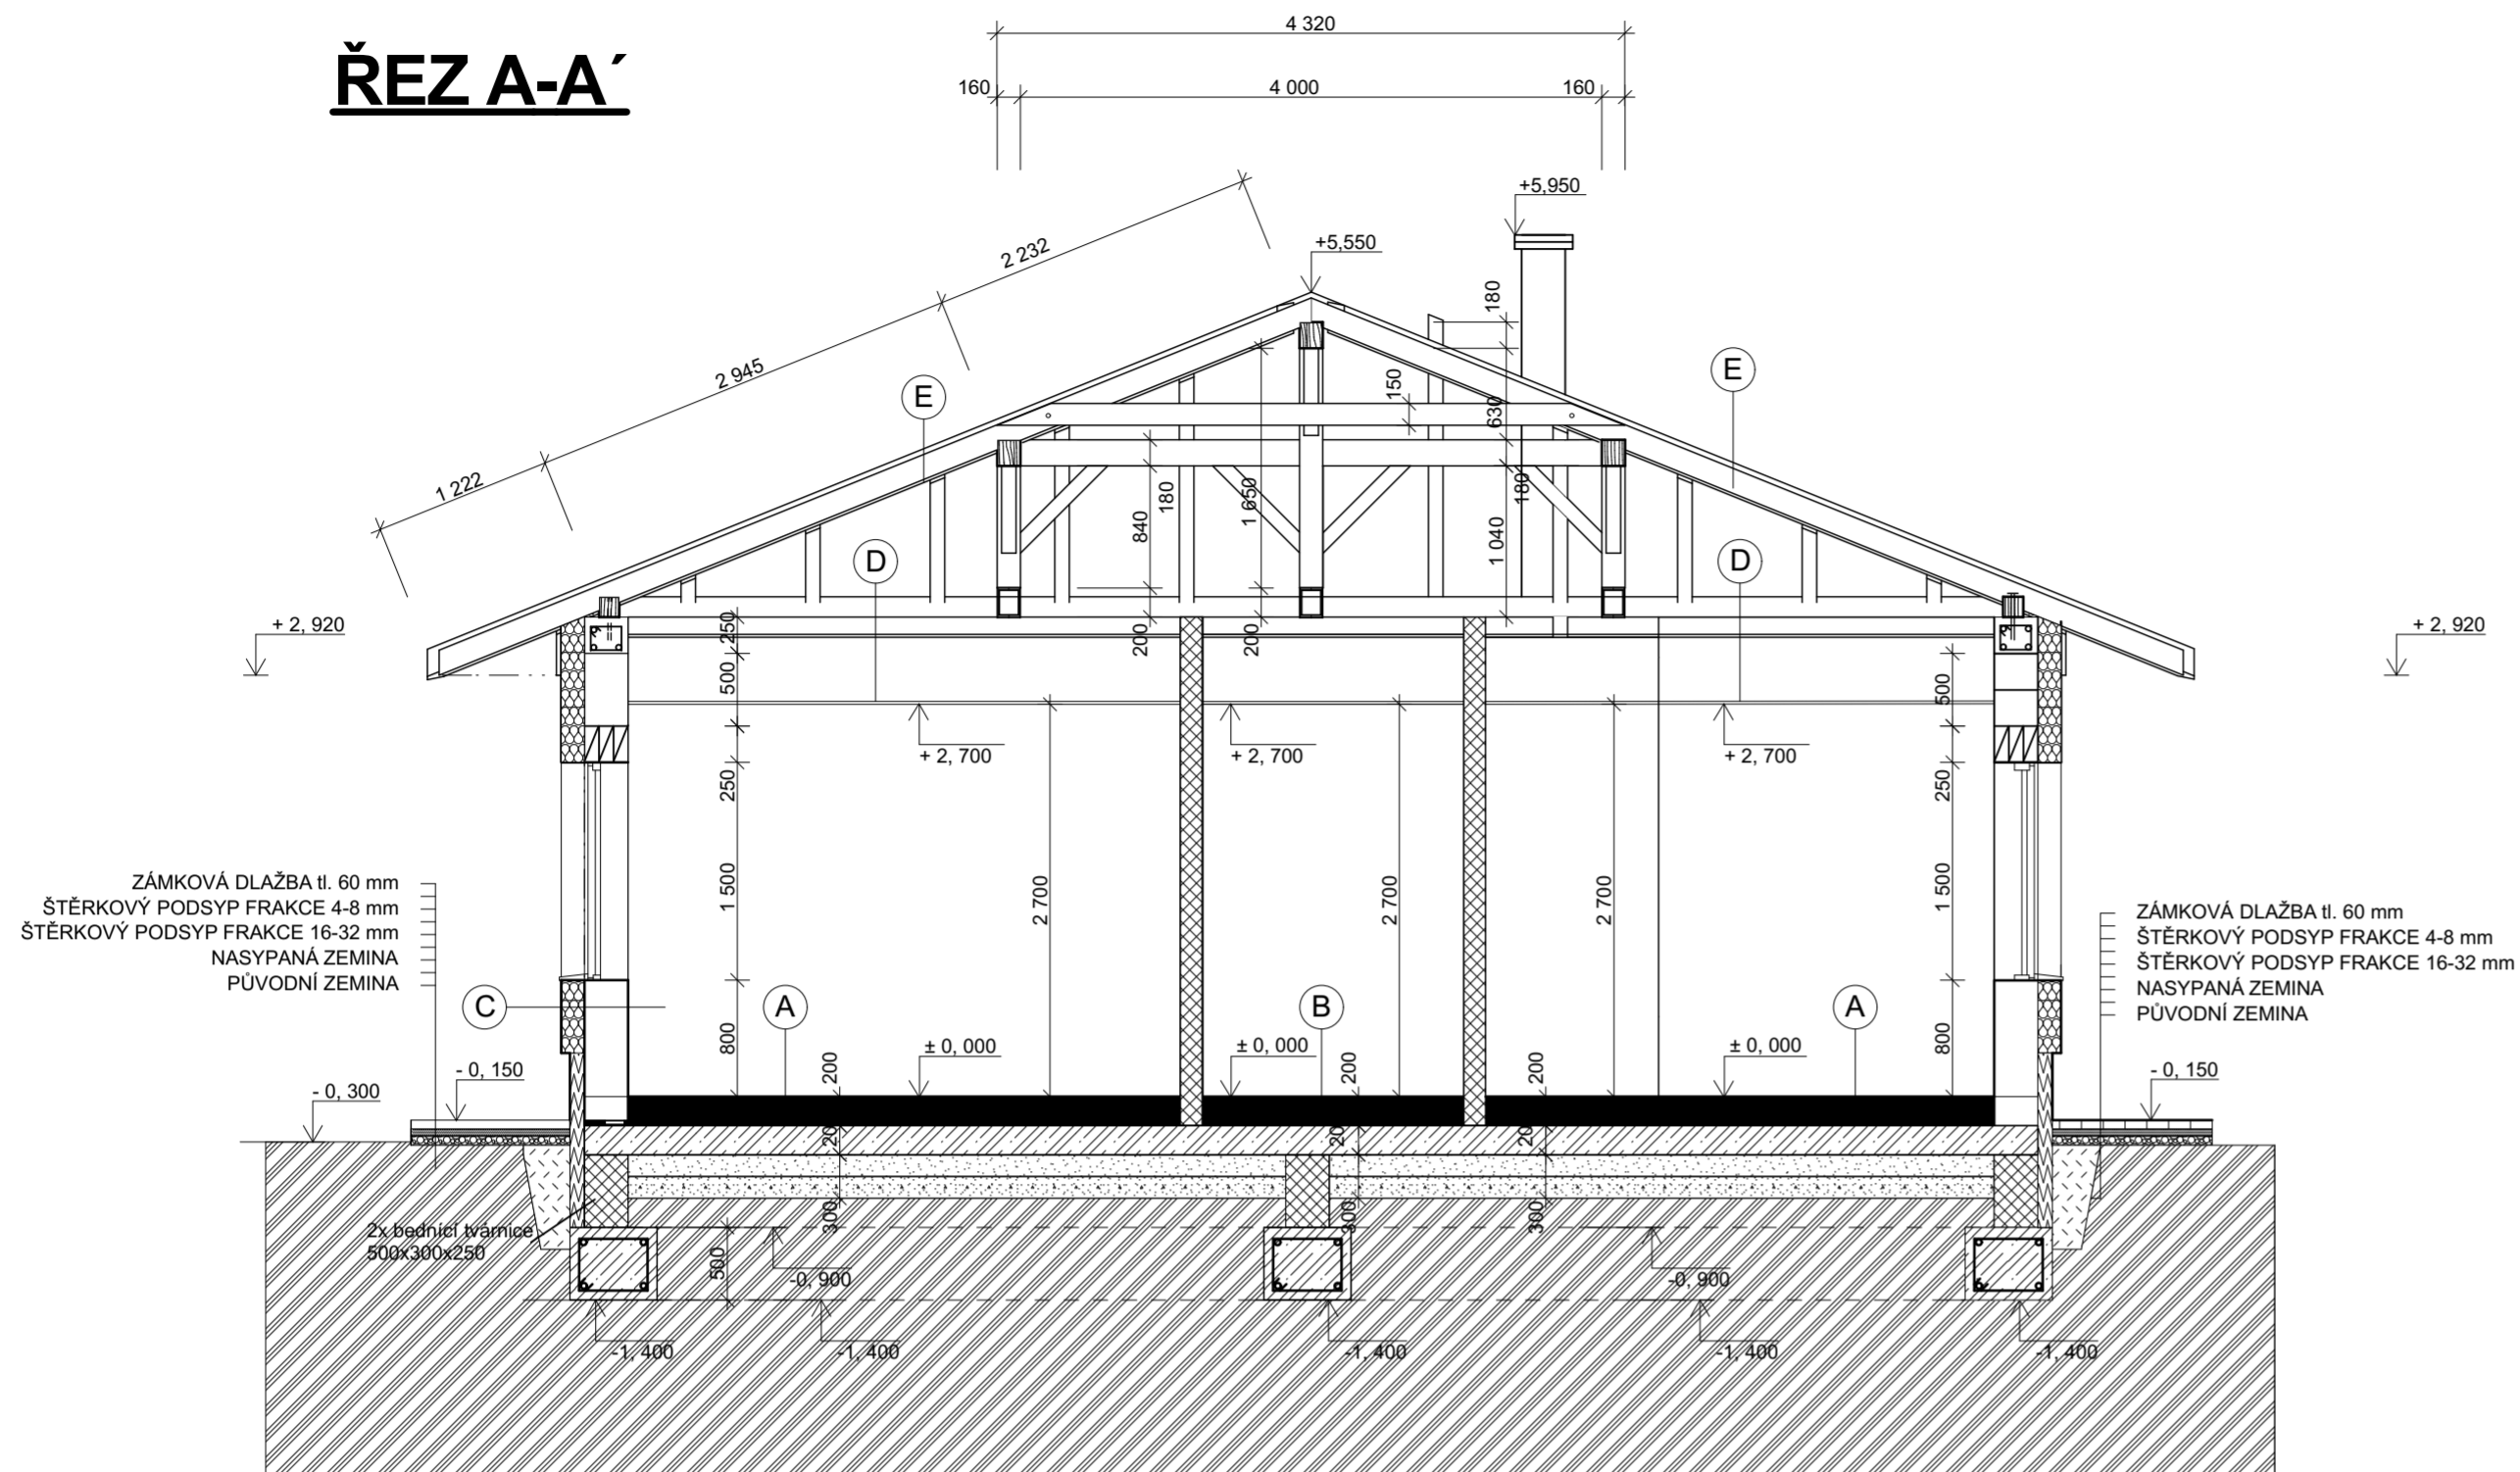 ŘEZ A-A´
4 320
160
4 000
160
+5,950
+5,550
2 232
2 945
1 222
180
150
630
E
E
180
840
1 650
180
1 040
D
D
+ 2, 920
+ 2, 920
250
200
200
500
500
+ 2, 700
+ 2, 700
+ 2, 700
250
250
1 500
2 700
2 700
2 700
1 500
ZÁMKOVÁ DLAŽBA tl. 60 mm
ŠTĚRKOVÝ PODSYP FRAKCE 4-8 mm
ŠTĚRKOVÝ PODSYP FRAKCE 16-32 mm
NASYPANÁ ZEMINA
PŮVODNÍ ZEMINA
ZÁMKOVÁ DLAŽBA tl. 60 mm
ŠTĚRKOVÝ PODSYP FRAKCE 4-8 mm
ŠTĚRKOVÝ PODSYP FRAKCE 16-32 mm
NASYPANÁ ZEMINA
PŮVODNÍ ZEMINA
C
A
B
A
800
± 0, 000
± 0, 000
± 0, 000
800
200
200
200
- 0, 150
- 0, 150
- 0, 300
300
300
300
2x bednící tvárnice
500x300x250
500
-0, 900
-0, 900
-1, 400
-1, 400
-1, 400
-1, 400
-1, 400